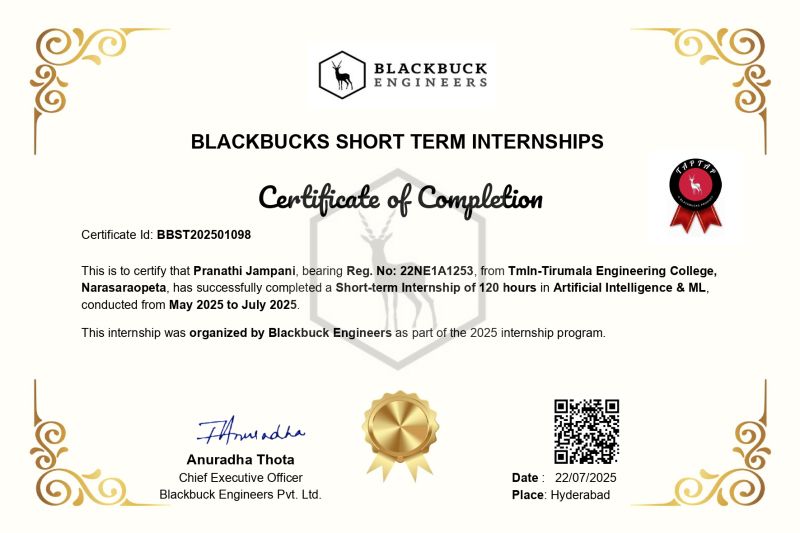 BLACKBUCK
ENGINEERS
BLACKBUCKS SHORT TERM INTERNSHIPS
TAPTAP
Certificate of Completion
Certificate Id: BBST202501098
This is to certify that Pranathi Jampani, bearing Reg. No: 22NE1A1253, from Tmln-Tirumala Engineering College,
Narasaraopeta, has successfully completed a Short-term Internship of 120 hours in Artificial Intelligence & ML,
conducted from May 2025 to July 2025.
This internship was organized by Blackbuck Engineers as part of the 2025 internship program.
Anuradha Thota
Chief Executive Officer
Blackbuck Engineers Pvt. Ltd.
Date : 22/07/2025
Place: Hyderabad